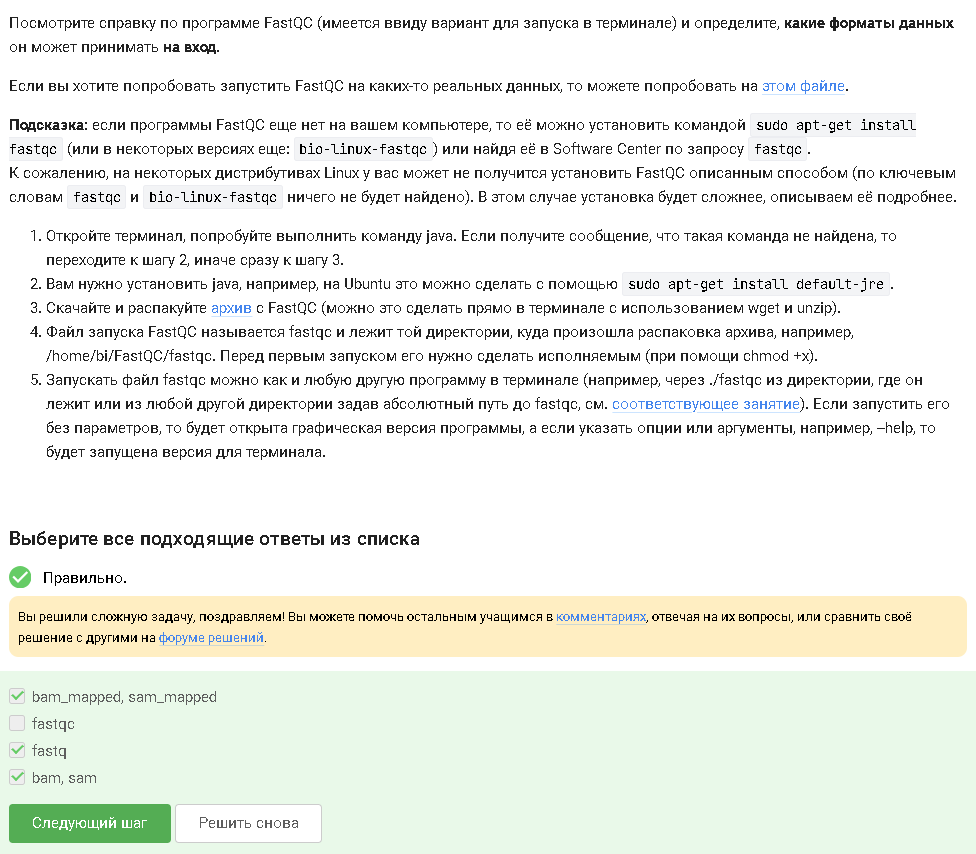 Посмотрите справку по программе FastQC (имеется ввиду вариант для запуска в терминале) и определите, какие форматы данных
он может принимать на вход.
Если вы хотите попробовать запустить FastQC на каких-то реальных данных, то можете попробовать на этом файле.
Подсказка: если программы FastQC еще нет на вашем компьютере, то её можно установить командой sudo apt-get install
fastqc (или в некоторых версиях еще: bio-linux-fastqc ) или найдя её в Software Center по запросу fastqc .
К сожалению, на некоторых дистрибутивах Linux у вас может не получится установить FastQC описанным способом (по ключевым
словам fastqc и bio-linux-fastqc ничего не будет найдено). В этом случае установка будет сложнее, описываем её подробнее.
1. Откройте терминал, попробуйте выполнить команду java. Если получите сообщение, что такая команда не найдена, то
переходите к шагу 2, иначе сразу к шагу 3.
2. Вам нужно установить java, например, на Ubuntu это можно сделать с помощью sudo apt-get install default-jre .
3. Скачайте и распакуйте архив с FastQC (можно это сделать прямо в терминале с использованием wget и unzip).
4. Файл запуска FastQC называется fastqc и лежит той директории, куда произошла распаковка архива, например,
/home/bi/FastQC/fastqc. Перед первым запуском его нужно сделать исполняемым (при помощи chmod +x).
5. Запускать файл fastqc можно как и любую другую программу в терминале (например, через ./fastqc из директории, где он
лежит или из любой другой директории задав абсолютный путь до fastqc, см. соответствующее занятие). Если запустить его
без параметров, то будет открыта графическая версия программы, а если указать опции или аргументы, например, –help, то
будет запущена версия для терминала.
Выберите все подходящие ответы из списка
Правильно.
Вы решили сложную задачу, поздравляем! Вы можете помочь остальным учащимся в комментариях, отвечая на их вопросы, или сравнить своё
решение с другими на форуме решений.
bam_mapped, sam_mapped
fastqc
fastq
bam, sam
Следующий шаг Решить снова